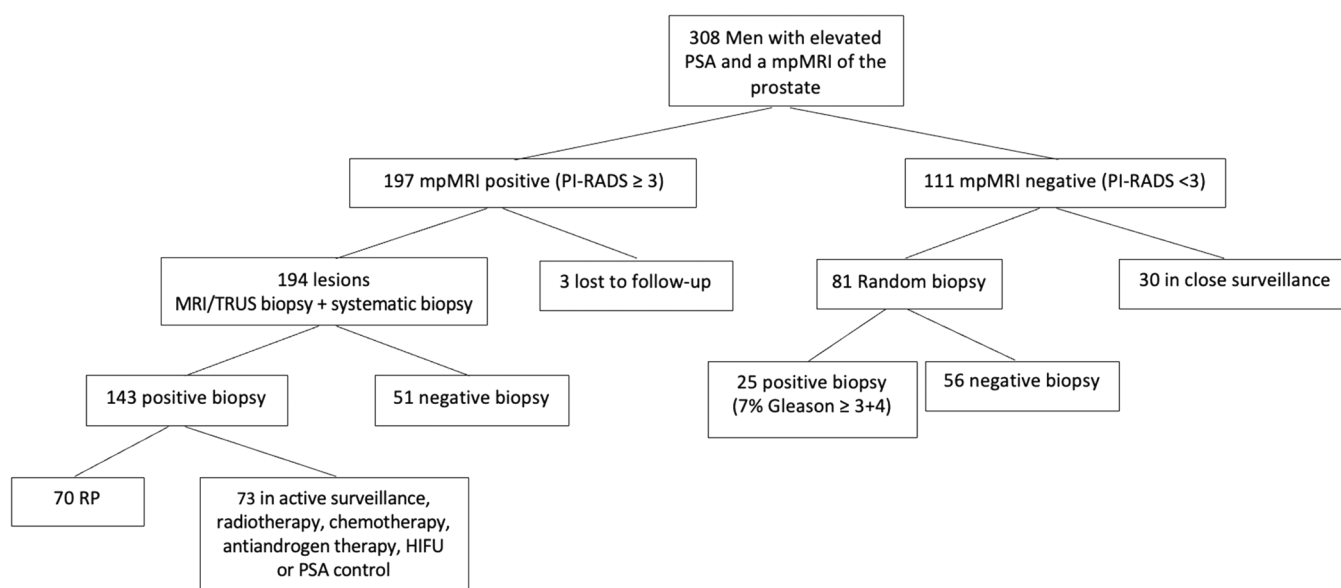 308 Men with elevated
PSA and a mpMRI of the
prostate
197 mpMRI positive (PI-RADS ≥ 3)
111 mpMRI negative (PI-RADS <3)
194 lesions
MRI/TRUS biopsy + systematic biopsy
3 lost to follow-up
81 Random biopsy
30 in close surveillance
143 positive biopsy
51 negative biopsy
25 positive biopsy
(7% Gleason ≥ 3+4)
56 negative biopsy
70 RP
73 in active surveillance,
radiotherapy, chemotherapy,
antiandrogen therapy, HIFU
or PSA control